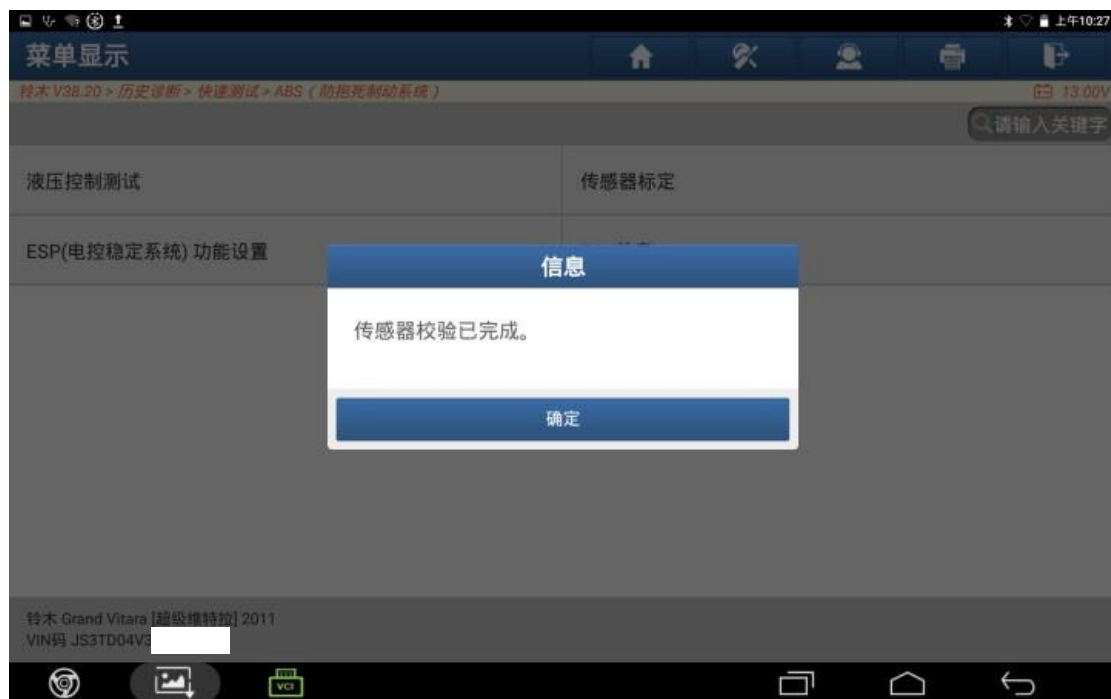 上午10:27
菜单显示
铃木 V38.20 > 历史诊断 > 快速测试 > ABS（防抱死制动系统）
13.00V
请输入关键字
液压控制测试
传感器标定
ESP(电控稳定系统) 功能设置
信息
传感器校验已完成。
确定
铃木 Grand Vitara [超级维特拉] 2011
VIN码 JS3TD04V3
VCI